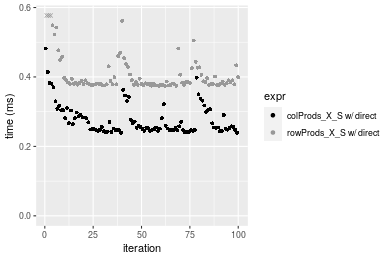 0.6
0.4
0.2
0.0
time (ms)
0
25
50
75
100
iteration
expr
colProds_X_S w/ direct
rowProds_X_S w/ direct